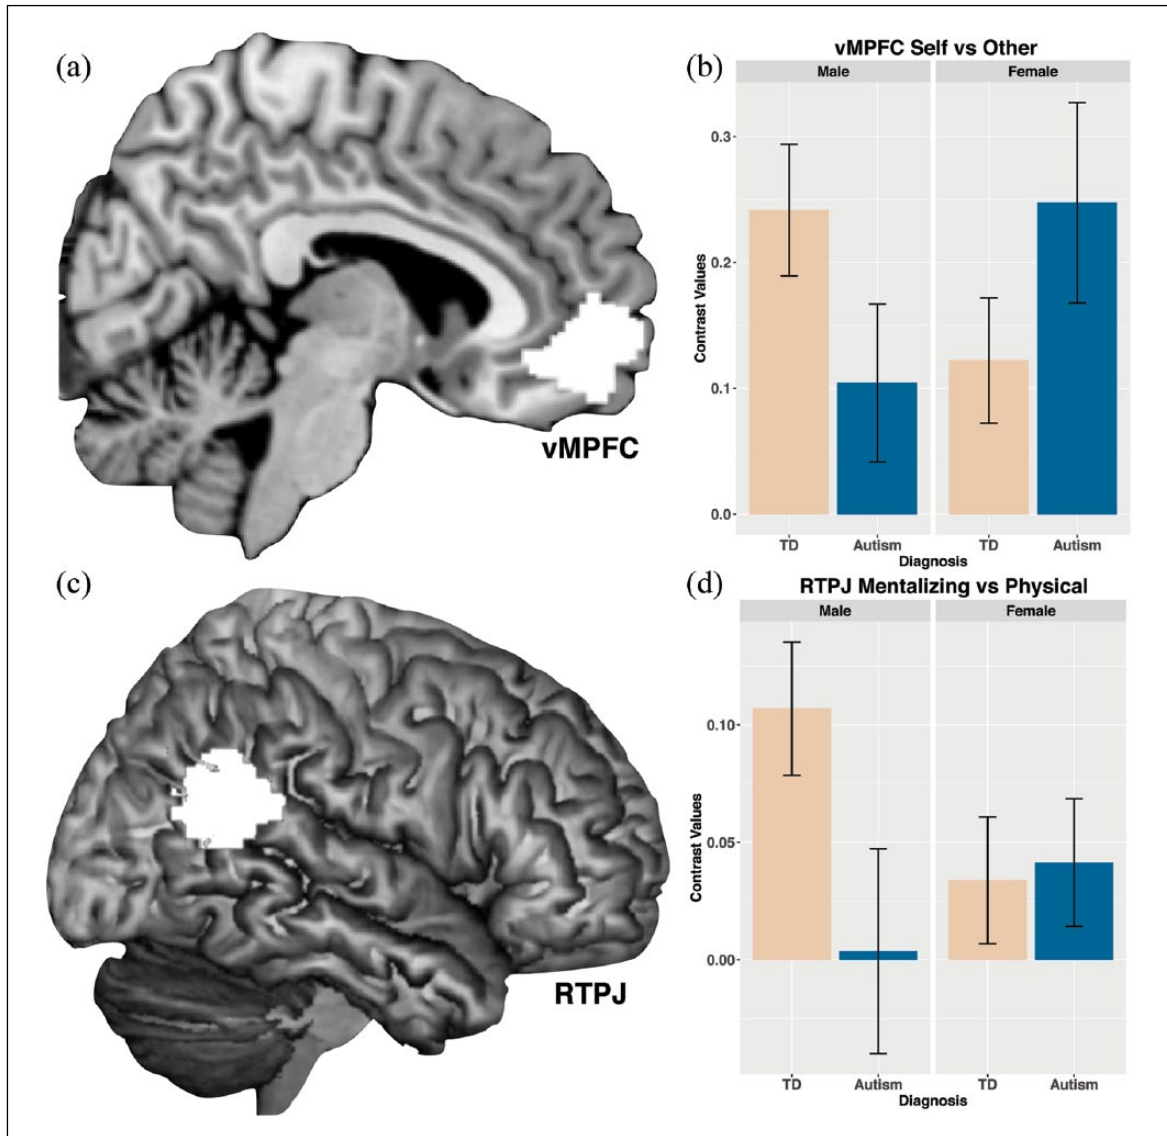 (a)
vMPFC
(b)
vMPFC Self vs Other
Male Female
Contrast Values
0.3
0.2
0.1
0.0
TD Autism TD Autism
Diagnosis
(c)
RTPJ
(d)
RTPJ Mentalizing vs Physical
Male Female
Contrast Values
0.10
0.05
0.00
TD Autism TD Autism
Diagnosis